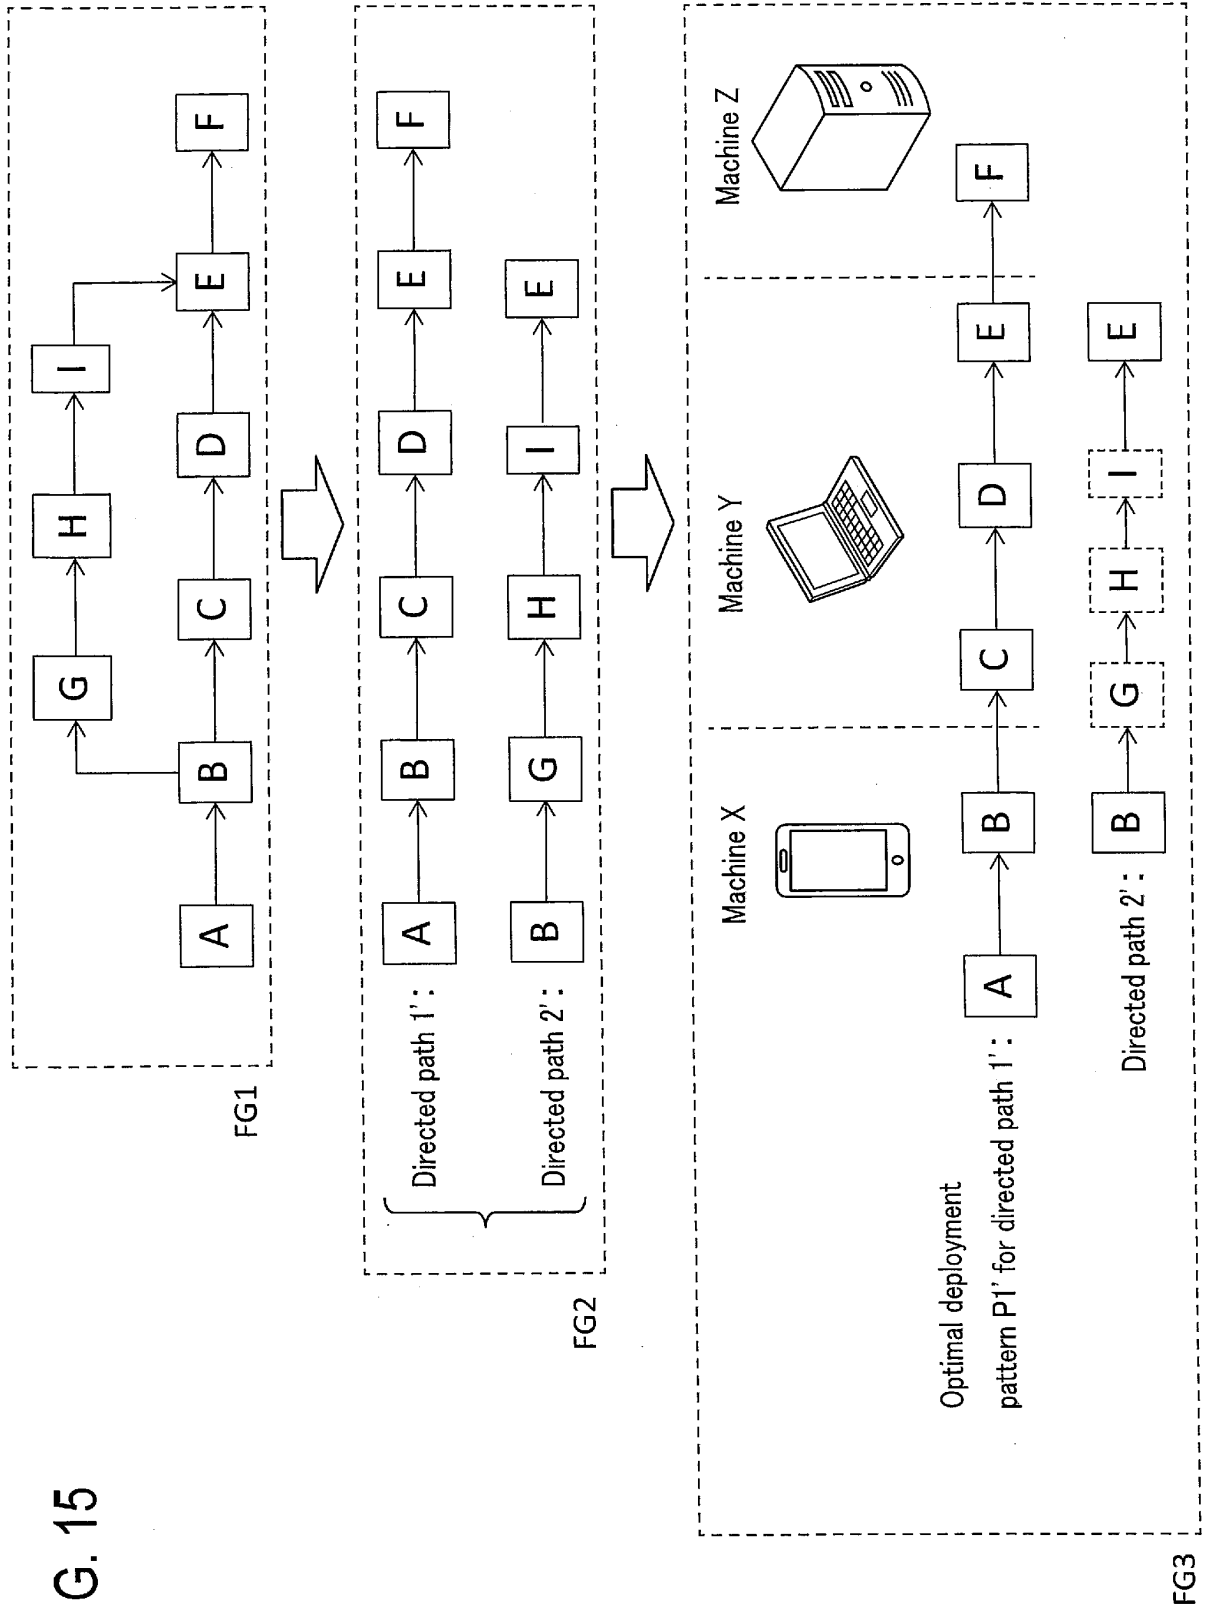 G. 15
G H I
A B C D E F
FG1
Directed path 1': A B C D E F
Directed path 2': B G H I E
FG2
Machine X Machine Y Machine Z
Optimal deployment
pattern P1' for directed path 1': A B C D E F
Directed path 2': B G H I E
FG3